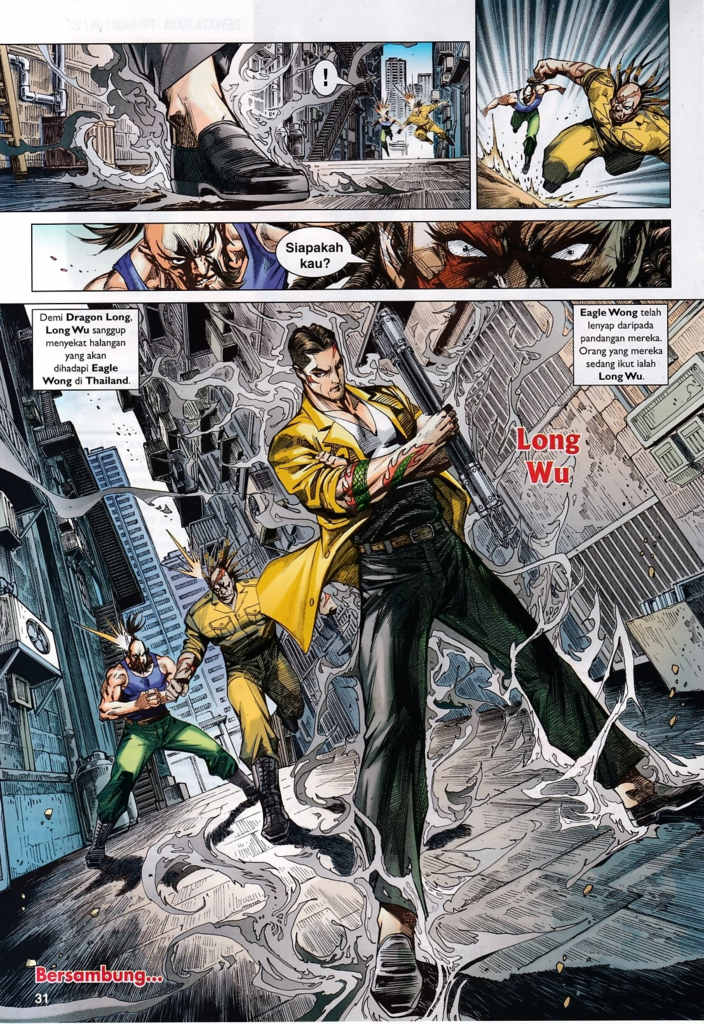 !
Siapakah
kau?
Demi Dragon Long,
Long Wu sanggup
menyekat halangan
yang akan
dihadapi Eagle
Wong di Thailand.
Eagle Wong telah
lenyap daripada
pandangan mereka.
Orang yang mereka
sedang ikut ialah
Long Wu.
Long
Wu
Bersambung...
31